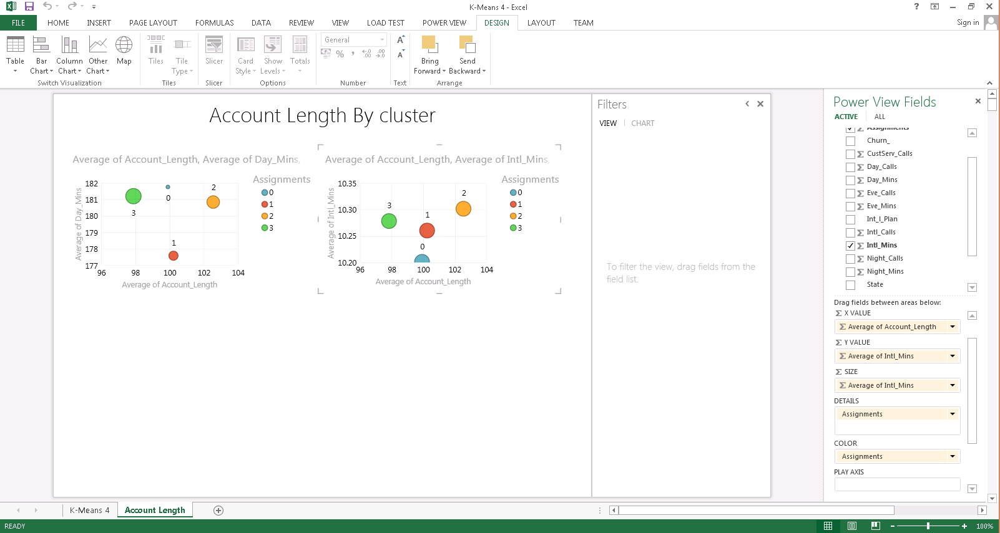 K-Means 4 - Excel
?
FILE HOME INSERT PAGE LAYOUT FORMULAS DATA REVIEW VIEW LOAD TEST POWER VIEW DESIGN LAYOUT TEAM Sign in
Table Bar Chart Column Chart Other Chart Map
Switch Visualization
Tiles Tile Type
Tiles
Slicer
Slicer
Card Style Show Levels Totals
Options
General
%
Number
A A
Text
Bring Forward Send Backward
Arrange
Account Length By cluster
Average of Account_Length, Average of Day_Mins,
Average of Day_Mins
182
181
180
179
178
177
96 98 100 102 104
Average of Account_Length
3
0
2
1
Assignments
0
1
2
3
Average of Account_Length, Average of Intl_Mins,
Average of Intl_Mins
10.35
10.30
10.25
10.20
96 98 100 102 104
Average of Account_Length
3
1
2
0
Assignments
0
1
2
3
Filters
VIEW CHART
To filter the view, drag fields from the
field list.
Power View Fields
ACTIVE ALL
Assignments
Churn_
CustServ_Calls
Day_Calls
Day_Mins
Eve_Calls
Eve_Mins
Int_l_Plan
Intl_Calls
Intl_Mins
Night_Calls
Night_Mins
State
Drag fields between areas below:
Σ X VALUE
Σ Average of Account_Length
Σ Y VALUE
Σ Average of Intl_Mins
Σ SIZE
Σ Average of Intl_Mins
DETAILS
Assignments
COLOR
Assignments
PLAY AXIS
K-Means 4 Account Length
READY
100%